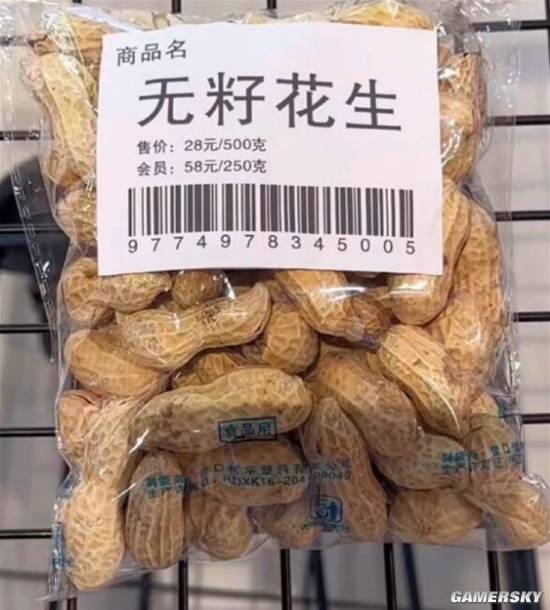 商品名
无籽花生
售价：28元/500克
会员：58元/250克
9774978345005
食品用
GAMERSKY